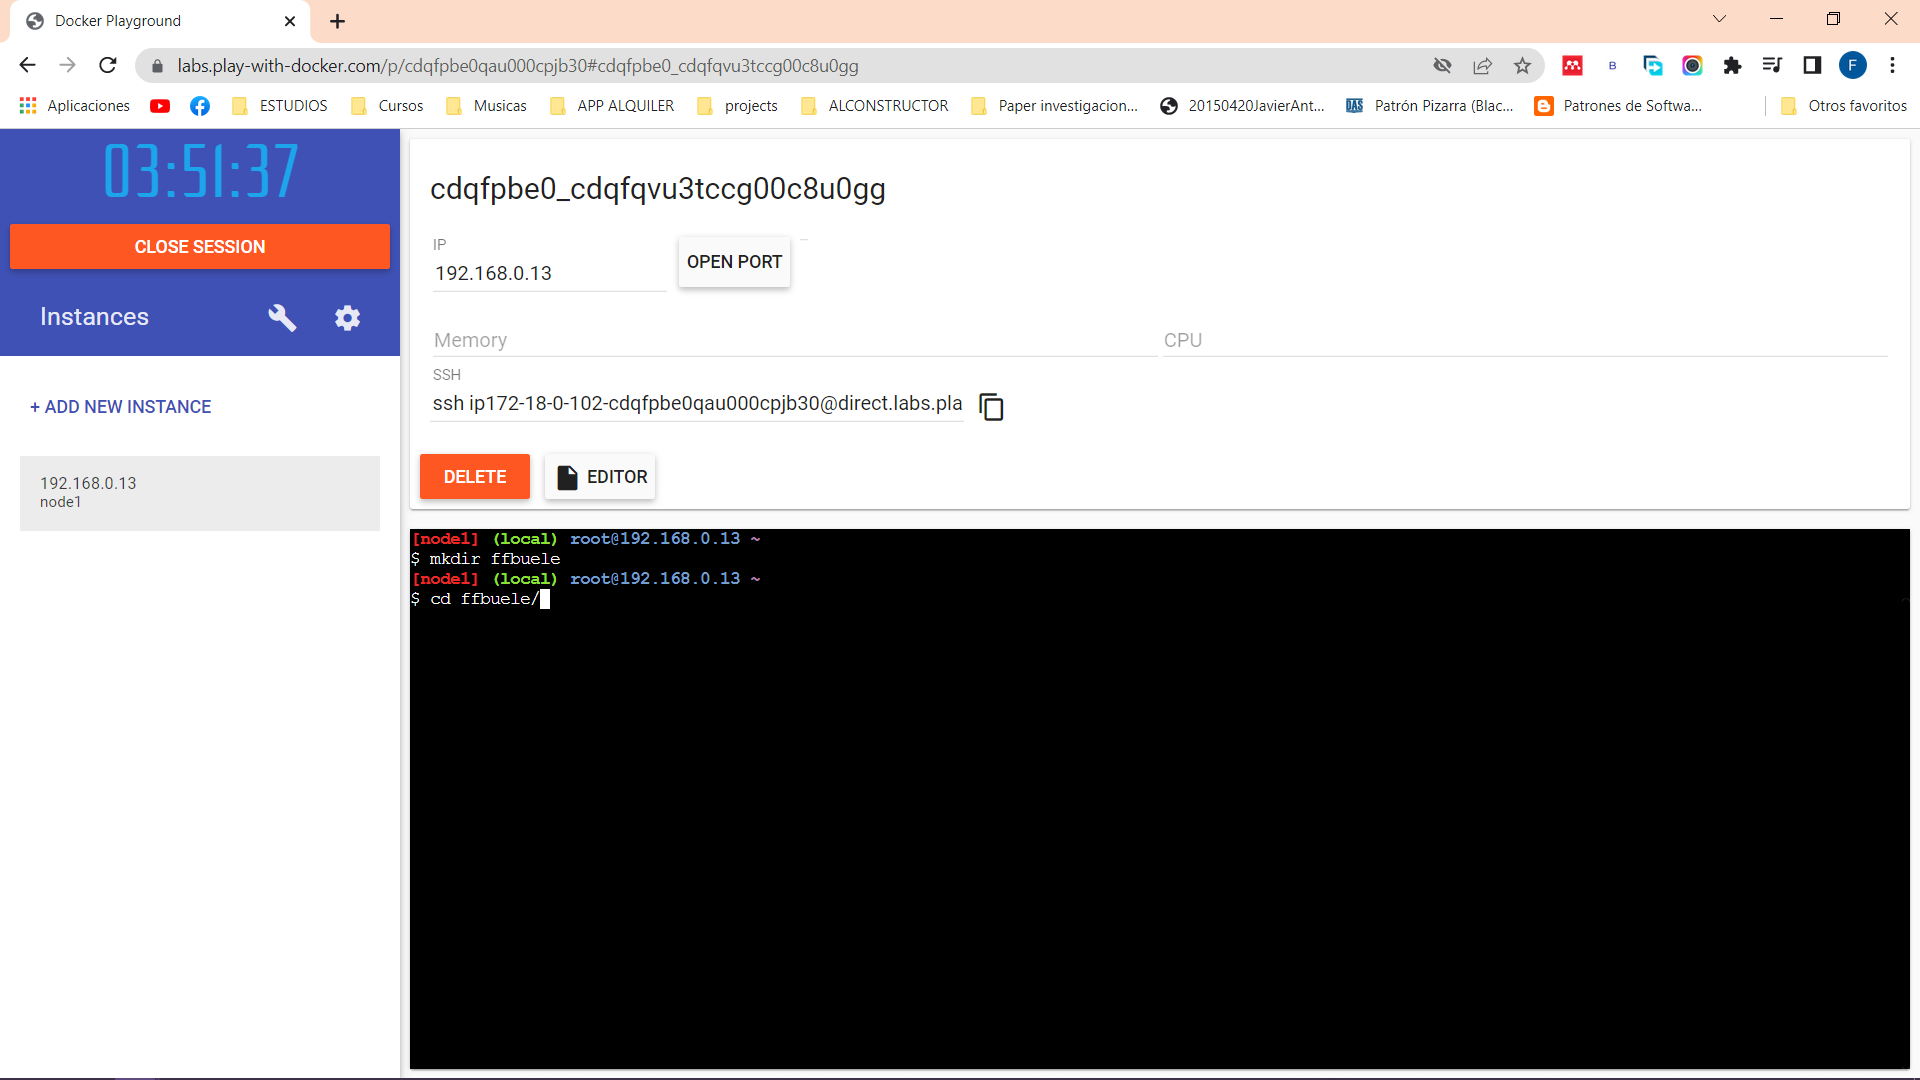 Docker Playground
labs.play-with-docker.com/p/cdqfpbe0qau000cpjb30#cdqfpbe0_cdqfqvu3tccg00c8u0gg
B
F
Aplicaciones
ESTUDIOS
Cursos
Musicas
APP ALQUILER
projects
ALCONSTRUCTOR
Paper investigacion...
20150420JavierAnt...
DAS
Patrón Pizarra (Blac...
Patrones de Softwa...
Otros favoritos
03:51:37
CLOSE SESSION
Instances
+ ADD NEW INSTANCE
192.168.0.13
node1
cdqfpbe0_cdqfqvu3tccg00c8u0gg
IP
192.168.0.13
OPEN PORT
Memory
CPU
SSH
ssh ip172-18-0-102-cdqfpbe0qau000cpjb30@direct.labs.pla
DELETE
EDITOR
[node1] (local) root@192.168.0.13 ~
$ mkdir ffbuele
[node1] (local) root@192.168.0.13 ~
$ cd ffbuele/